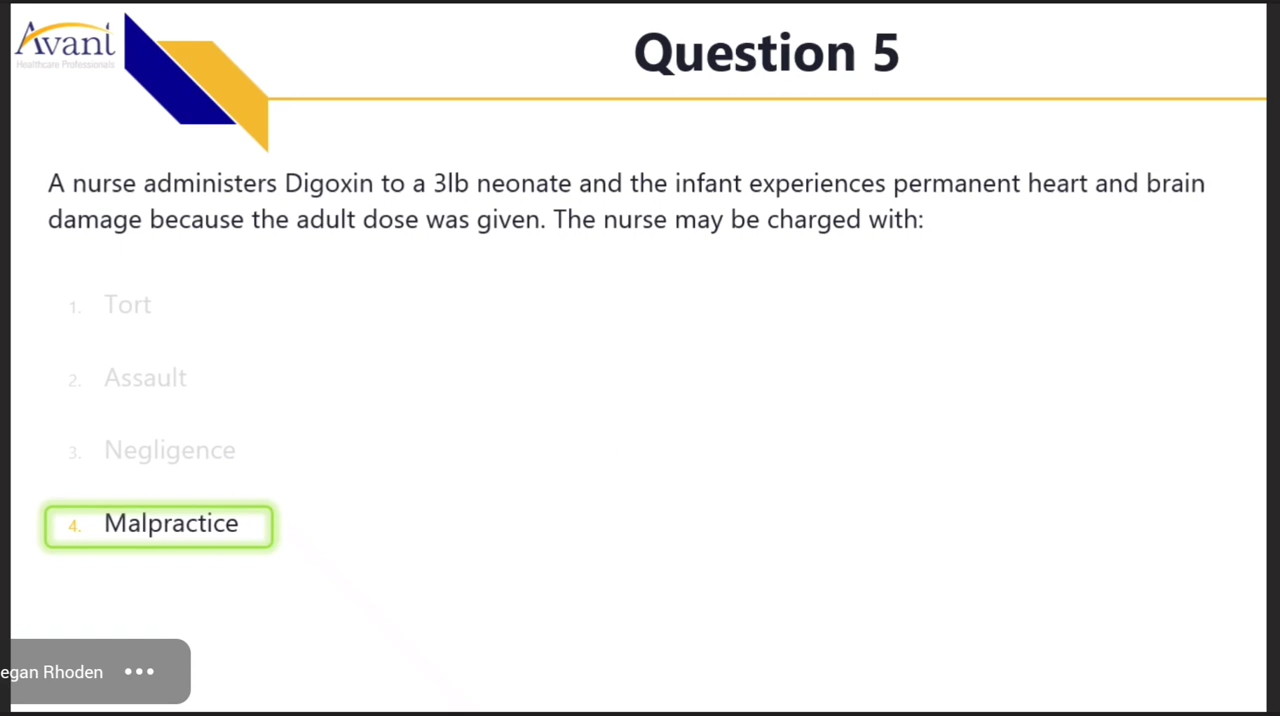 Avant
Healthcare Professionals
Question 5
A nurse administers Digoxin to a 3lb neonate and the infant experiences permanent heart and brain
damage because the adult dose was given. The nurse may be charged with:
1. Tort
2. Assault
3. Negligence
4. Malpractice
egan Rhoden